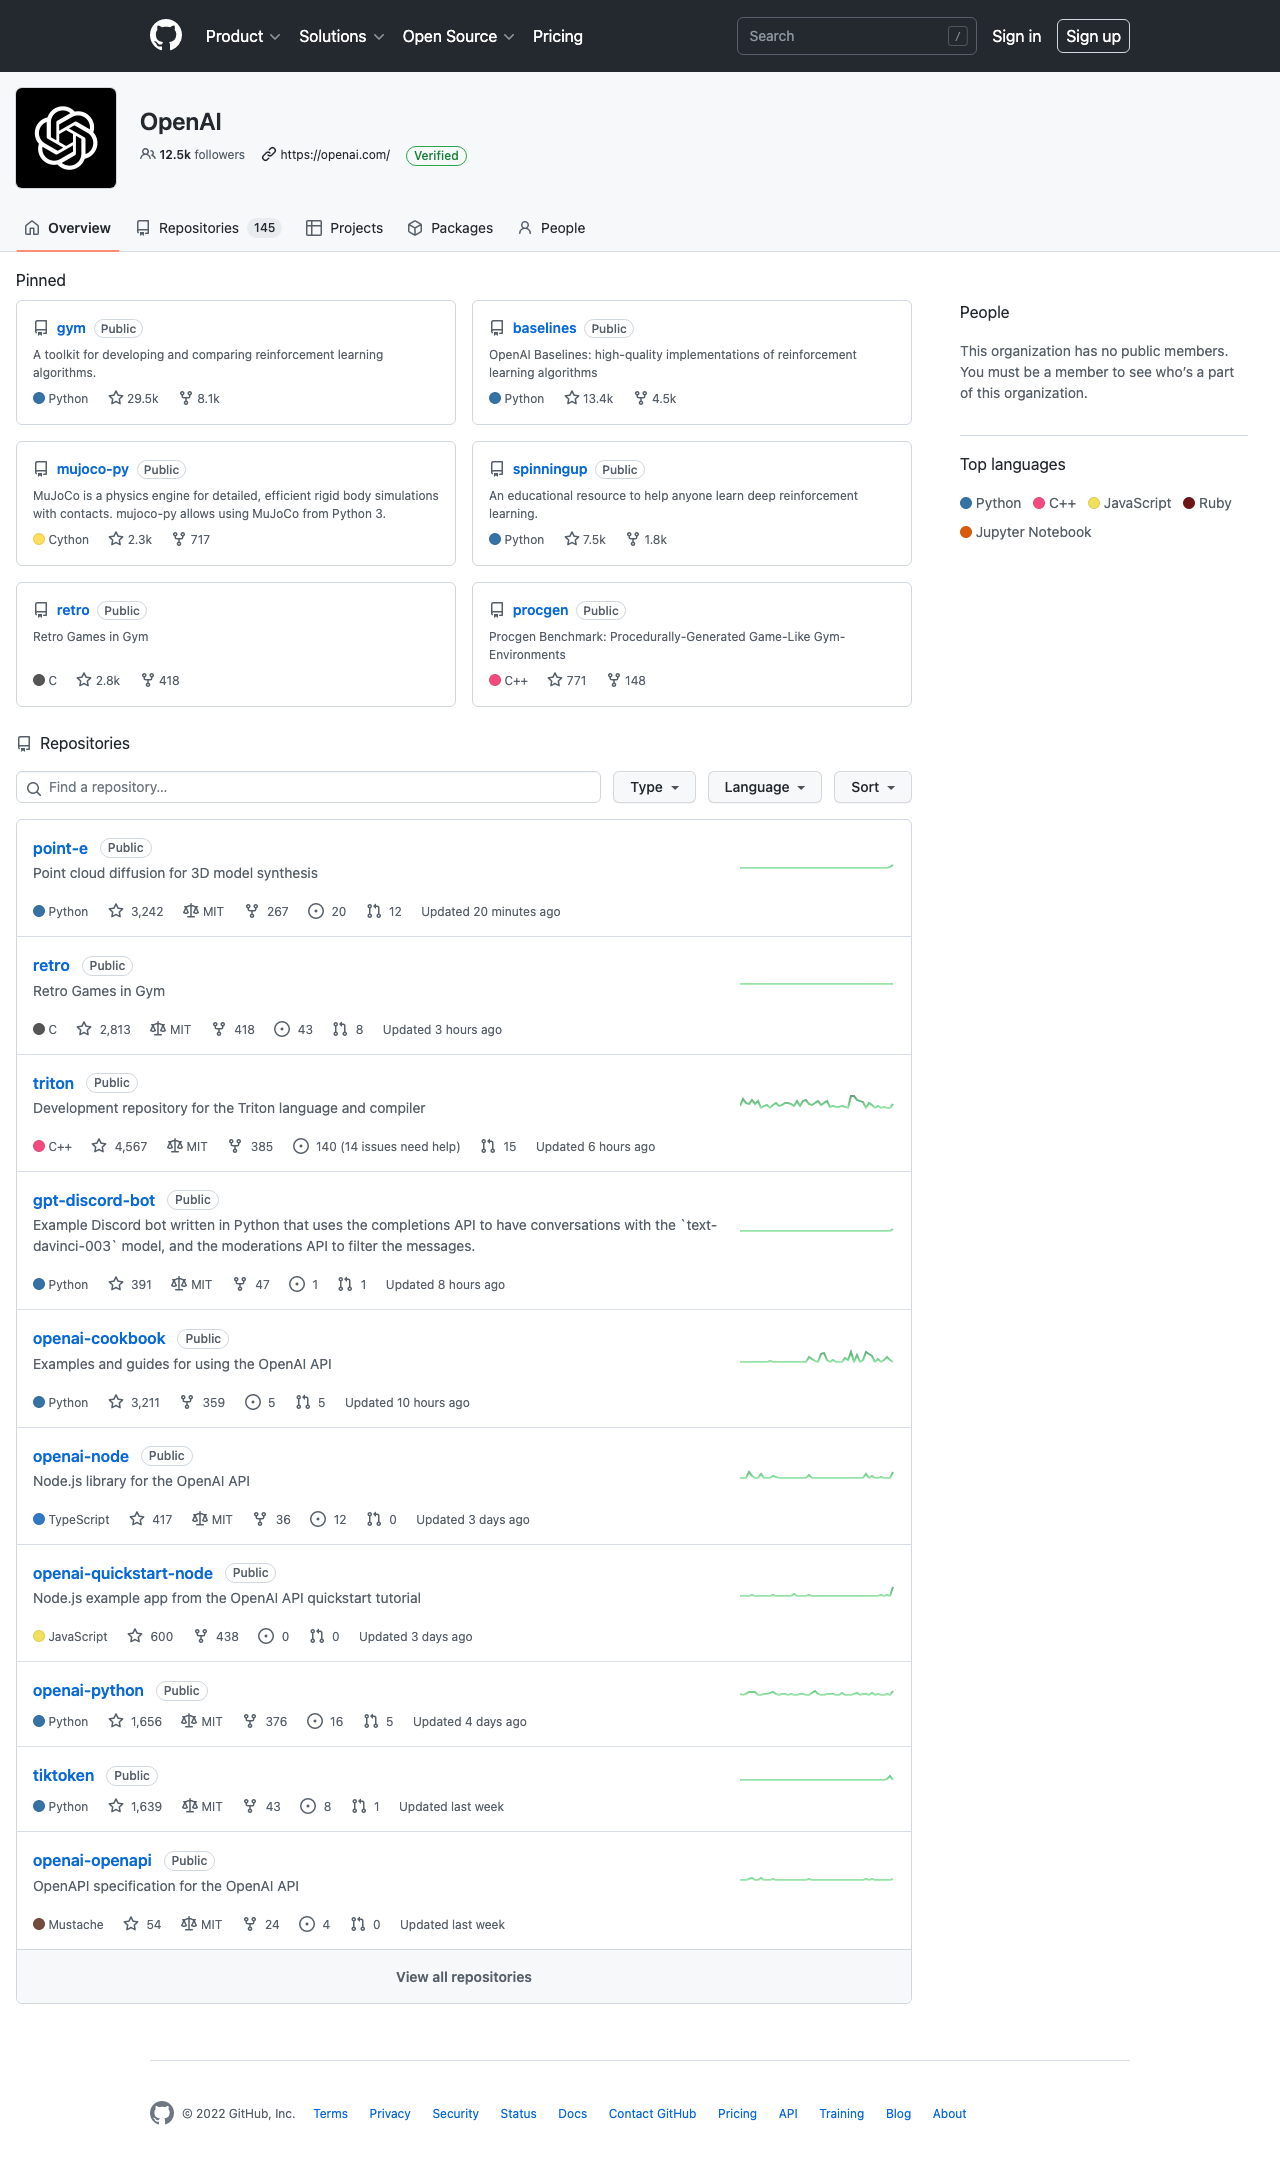 Product Solutions Open Source Pricing Search / Sign in Sign up
OpenAI
12.5k followers https://openai.com/ Verified
Overview Repositories 145 Projects Packages People
Pinned
gym Public
A toolkit for developing and comparing reinforcement learning
algorithms.
Python 29.5k 8.1k
baselines Public
OpenAI Baselines: high-quality implementations of reinforcement
learning algorithms
Python 13.4k 4.5k
mujoco-py Public
MuJoCo is a physics engine for detailed, efficient rigid body simulations
with contacts. mujoco-py allows using MuJoCo from Python 3.
Cython 2.3k 717
spinningup Public
An educational resource to help anyone learn deep reinforcement
learning.
Python 7.5k 1.8k
retro Public
Retro Games in Gym
C 2.8k 418
procgen Public
Procgen Benchmark: Procedurally-Generated Game-Like Gym-
Environments
C++ 771 148
People
This organization has no public members.
You must be a member to see who's a part
of this organization.
Top languages
Python C++ JavaScript Ruby
Jupyter Notebook
Repositories
Find a repository… Type Language Sort
point-e Public
Point cloud diffusion for 3D model synthesis
Python 3,242 MIT 267 20 12 Updated 20 minutes ago
retro Public
Retro Games in Gym
C 2,813 MIT 418 43 8 Updated 3 hours ago
triton Public
Development repository for the Triton language and compiler
C++ 4,567 MIT 385 140 (14 issues need help) 15 Updated 6 hours ago
gpt-discord-bot Public
Example Discord bot written in Python that uses the completions API to have conversations with the `text-
davinci-003` model, and the moderations API to filter the messages.
Python 391 MIT 47 1 1 Updated 8 hours ago
openai-cookbook Public
Examples and guides for using the OpenAI API
Python 3,211 359 5 5 Updated 10 hours ago
openai-node Public
Node.js library for the OpenAI API
TypeScript 417 MIT 36 12 0 Updated 3 days ago
openai-quickstart-node Public
Node.js example app from the OpenAI API quickstart tutorial
JavaScript 600 438 0 0 Updated 3 days ago
openai-python Public
Python 1,656 MIT 376 16 5 Updated 4 days ago
tiktoken Public
Python 1,639 MIT 43 8 1 Updated last week
openai-openapi Public
OpenAPI specification for the OpenAI API
Mustache 54 MIT 24 4 0 Updated last week
View all repositories
© 2022 GitHub, Inc. Terms Privacy Security Status Docs Contact GitHub Pricing API Training Blog About